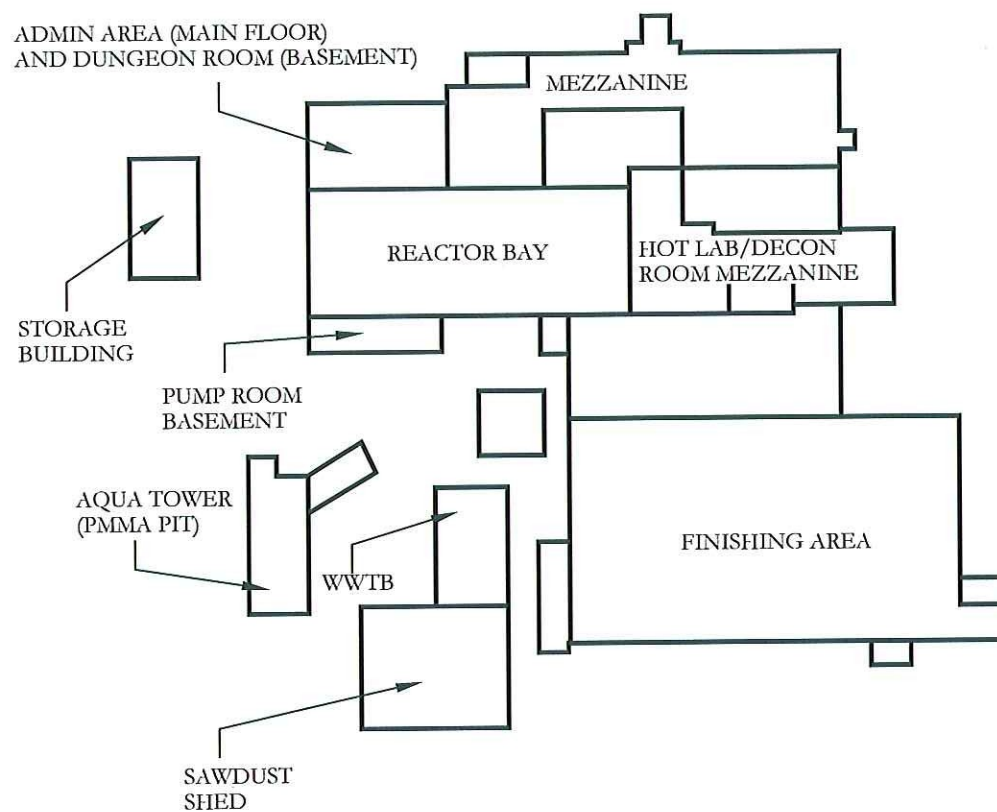 ADMIN AREA (MAIN FLOOR)
AND DUNGEON ROOM (BASEMENT)
MEZZANINE
REACTOR BAY
HOT LAB/DECON
ROOM MEZZANINE
STORAGE
BUILDING
PUMP ROOM
BASEMENT
AQUA TOWER
(PMMA PIT)
WWTB
FINISHING AREA
SAWDUST
SHED